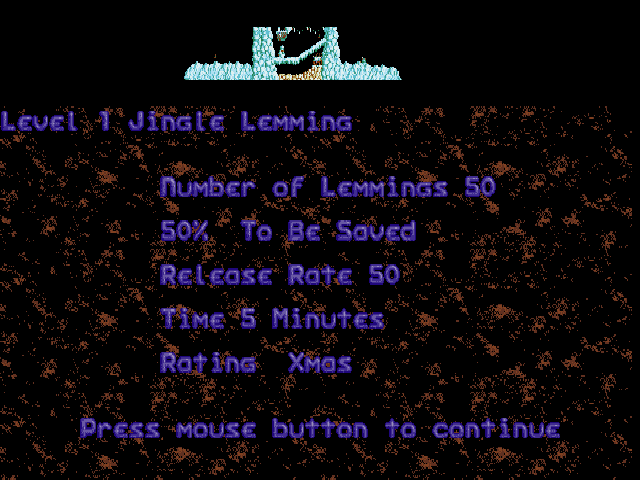 Level 1 Jingle Lemming
Number of Lemmings 50
50% To Be Saved
Release Rate 50
Time 5 Minutes
Rating Xmas
Press mouse button to continue